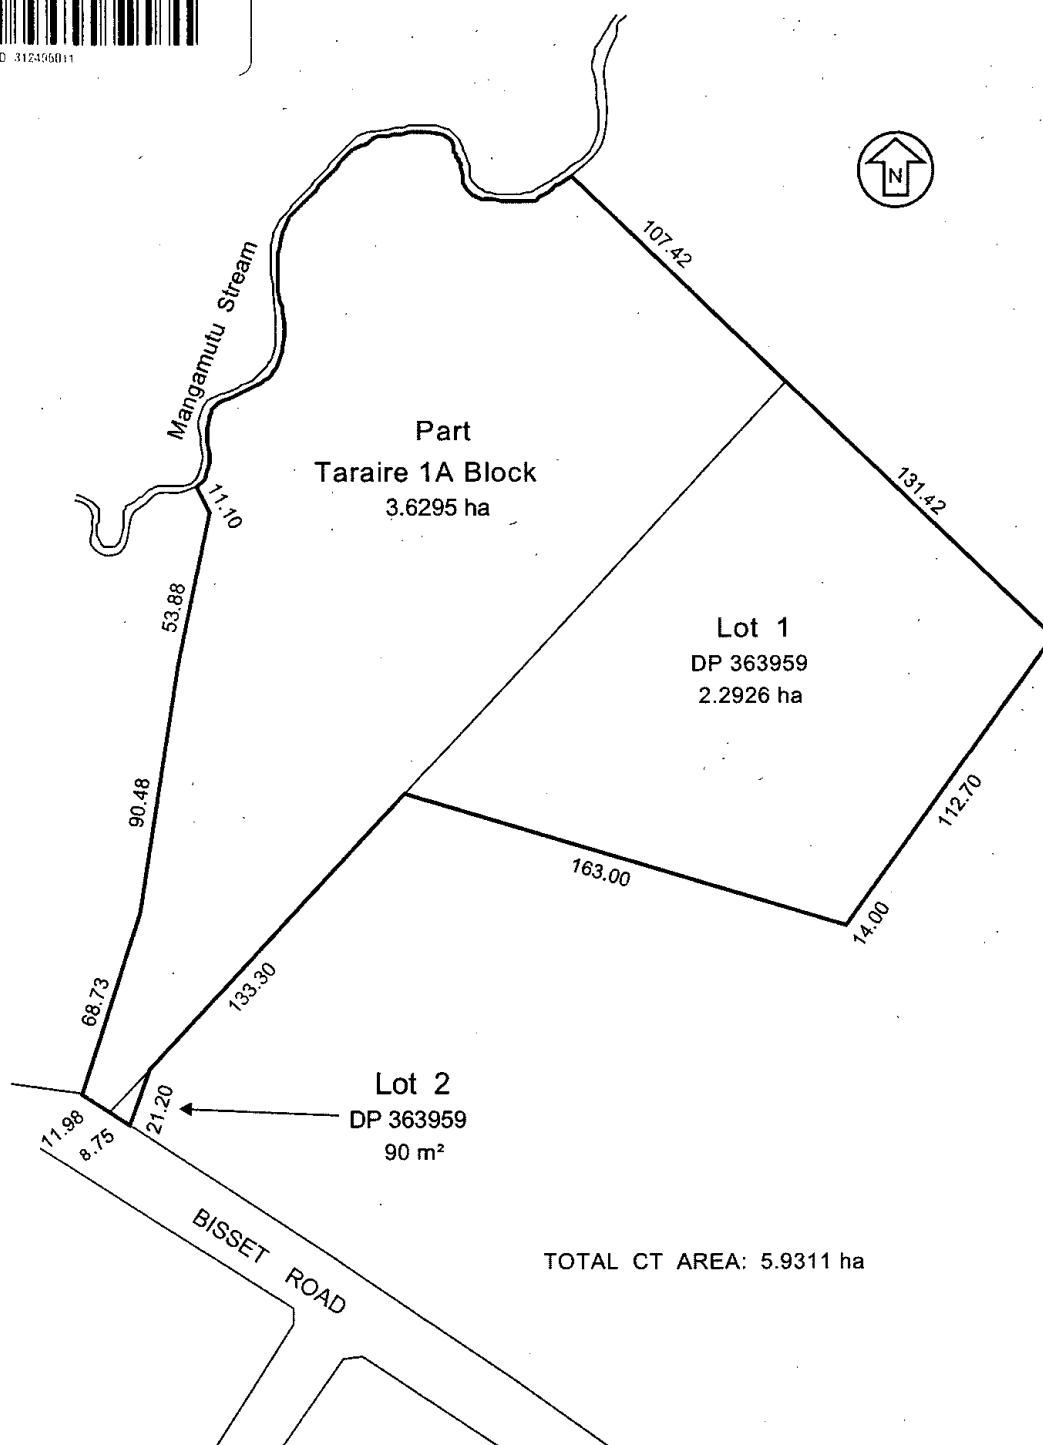 N
107.42
Mangamutu Stream
Part
Taraire 1A Block
3.6295 ha
11.10
131.42
53.88
Lot 1
DP 363959
2.2926 ha
90.48
112.70
163.00
14.00
133.30
68.73
Lot 2
DP 363959
90 m²
21.20
11.98
8.75
BISSET ROAD
TOTAL CT AREA: 5.9311 ha